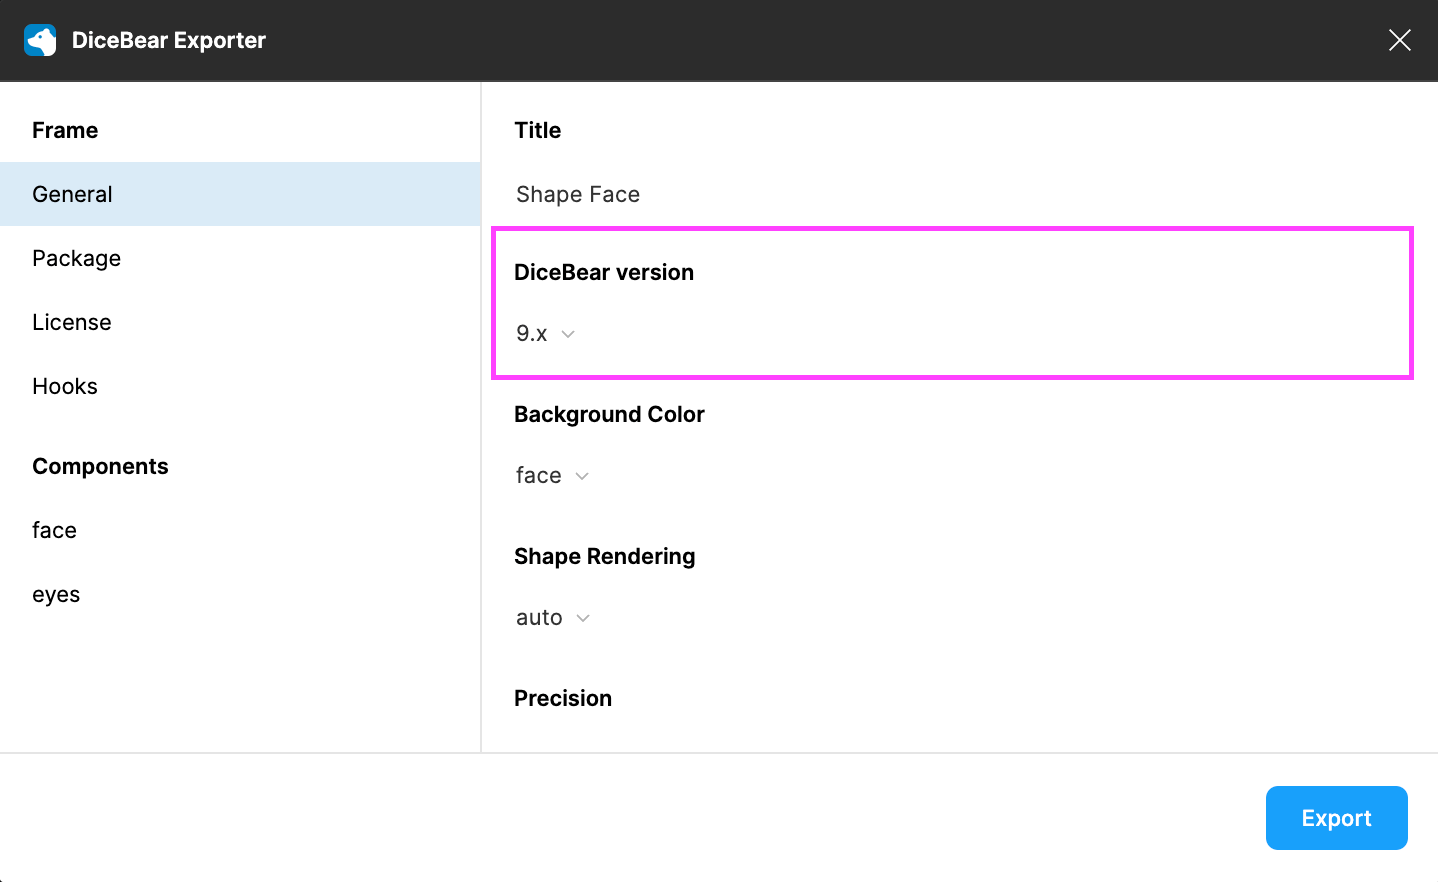 DiceBear Exporter
Frame
General
Package
License
Hooks
Components
face
eyes
Title
Shape Face
DiceBear version
9.x
Background Color
face
Shape Rendering
auto
Precision
Export